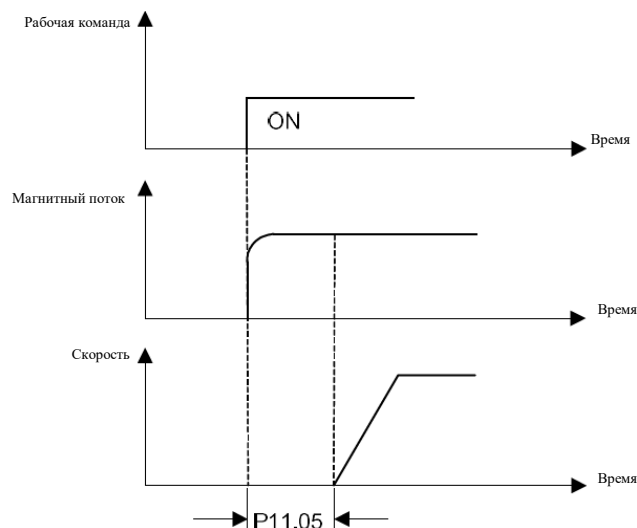 Рабочая команда
ON
Время
Магнитный поток
Время
Скорость
Время
P11.05